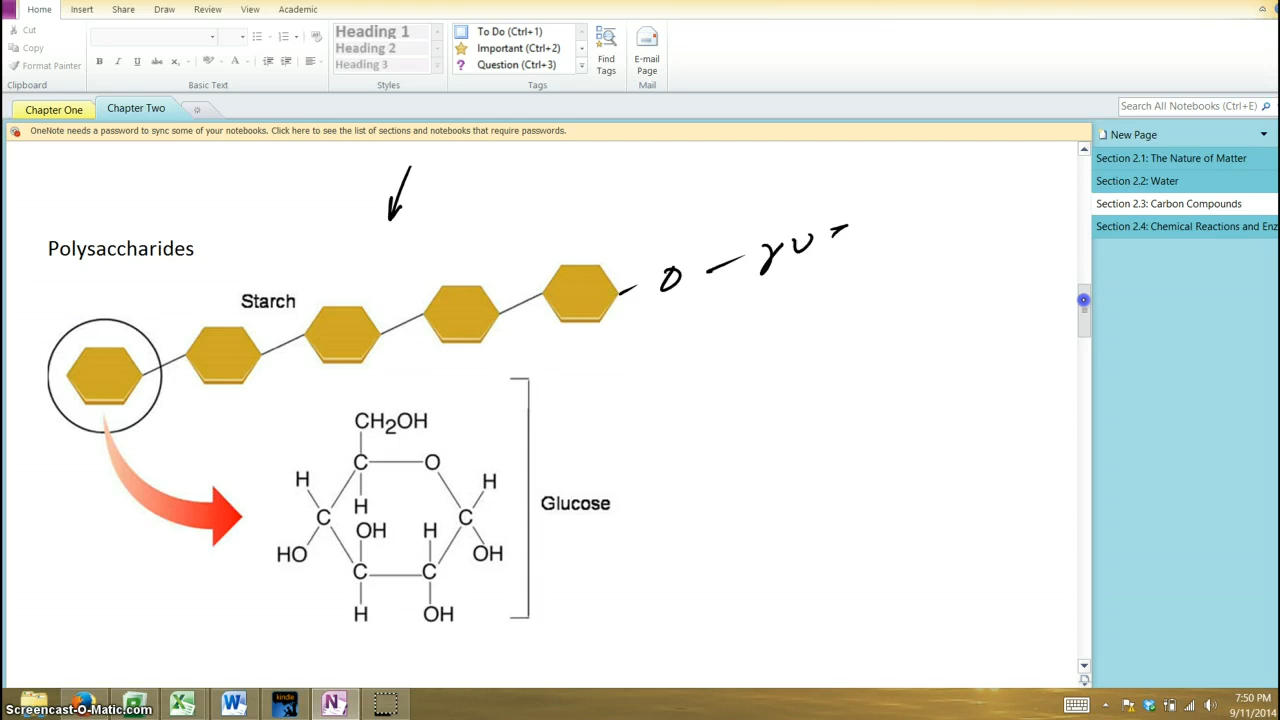 Home Insert Share Draw Review View Academic
Cut
Copy
Format Painter
Clipboard
B I U abc A
Basic Text
Heading 1
Heading 2
Heading 3
Styles
To Do (Ctrl+1)
Important (Ctrl+2)
? Question (Ctrl+3)
Tags
Find Tags
E-mail Page
Mail
Chapter One Chapter Two
Search All Notebooks (Ctrl+E)
OneNote needs a password to sync some of your notebooks. Click here to see the list of sections and notebooks that require passwords.
New Page
Section 2.1: The Nature of Matter
Section 2.2: Water
Section 2.3: Carbon Compounds
Section 2.4: Chemical Reactions and Enz
Polysaccharides
Starch
CH2OH
C O
H H
H
C C
OH H
HO OH
C C
H OH
Glucose
kindle
Screencast-O-Matic.com
7:50 PM
9/11/2014